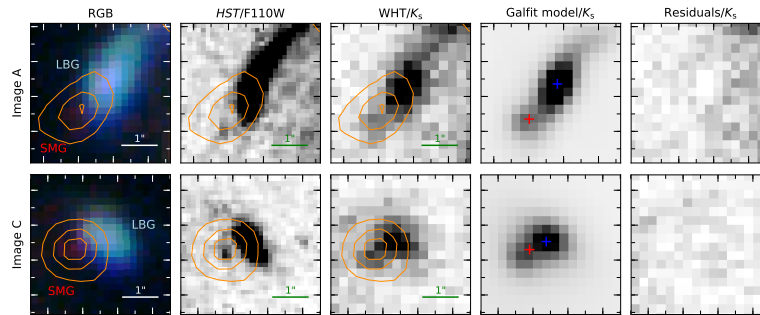 RGB
HST/F110W
WHT/Ks
Galfit model/Ks
Residuals/Ks
Image A
LBG
SMG
1"
1"
1"
Image C
LBG
SMG
1"
1"
1"